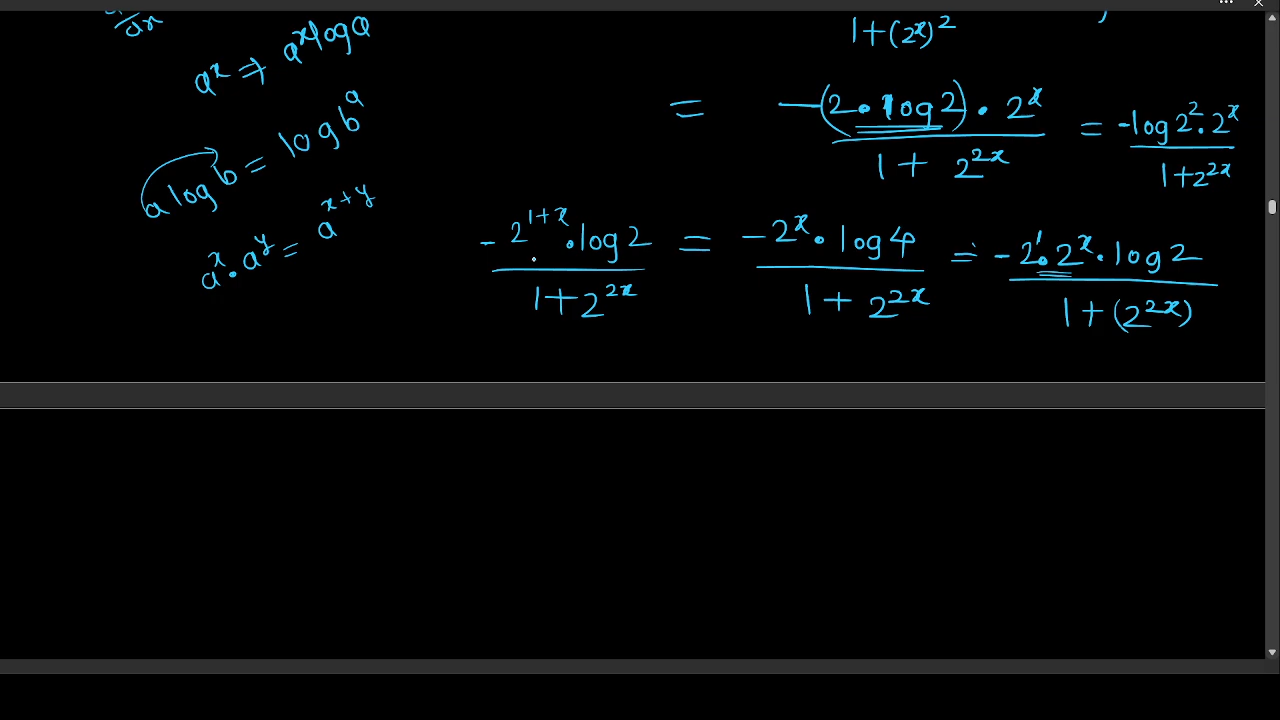 a^x ⇒ a^x log a
1+(2^x)^2
= -(2·log2)·2^x / 1+2^{2x} = -log2^2·2^x / 1+2^{2x}
a log b = log b^a
a^x·a^y = a^{x+y}
-2^{1+x}·log2 / 1+2^{2x} = -2^x·log4 / 1+2^{2x} = -2^1·2^x·log2 / 1+(2^{2x})